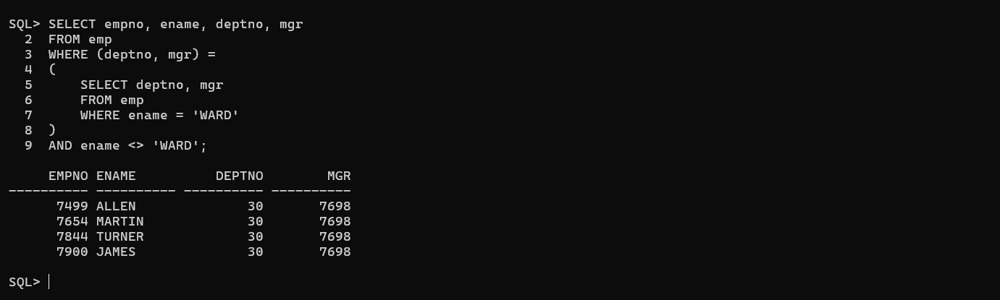 SQL> SELECT empno, ename, deptno, mgr
  2  FROM emp
  3  WHERE (deptno, mgr) =
  4  (
  5      SELECT deptno, mgr
  6      FROM emp
  7      WHERE ename = 'WARD'
  8  )
  9  AND ename <> 'WARD';

     EMPNO ENAME          DEPTNO        MGR
---------- ---------- ---------- ----------
      7499 ALLEN              30       7698
      7654 MARTIN             30       7698
      7844 TURNER             30       7698
      7900 JAMES              30       7698

SQL>